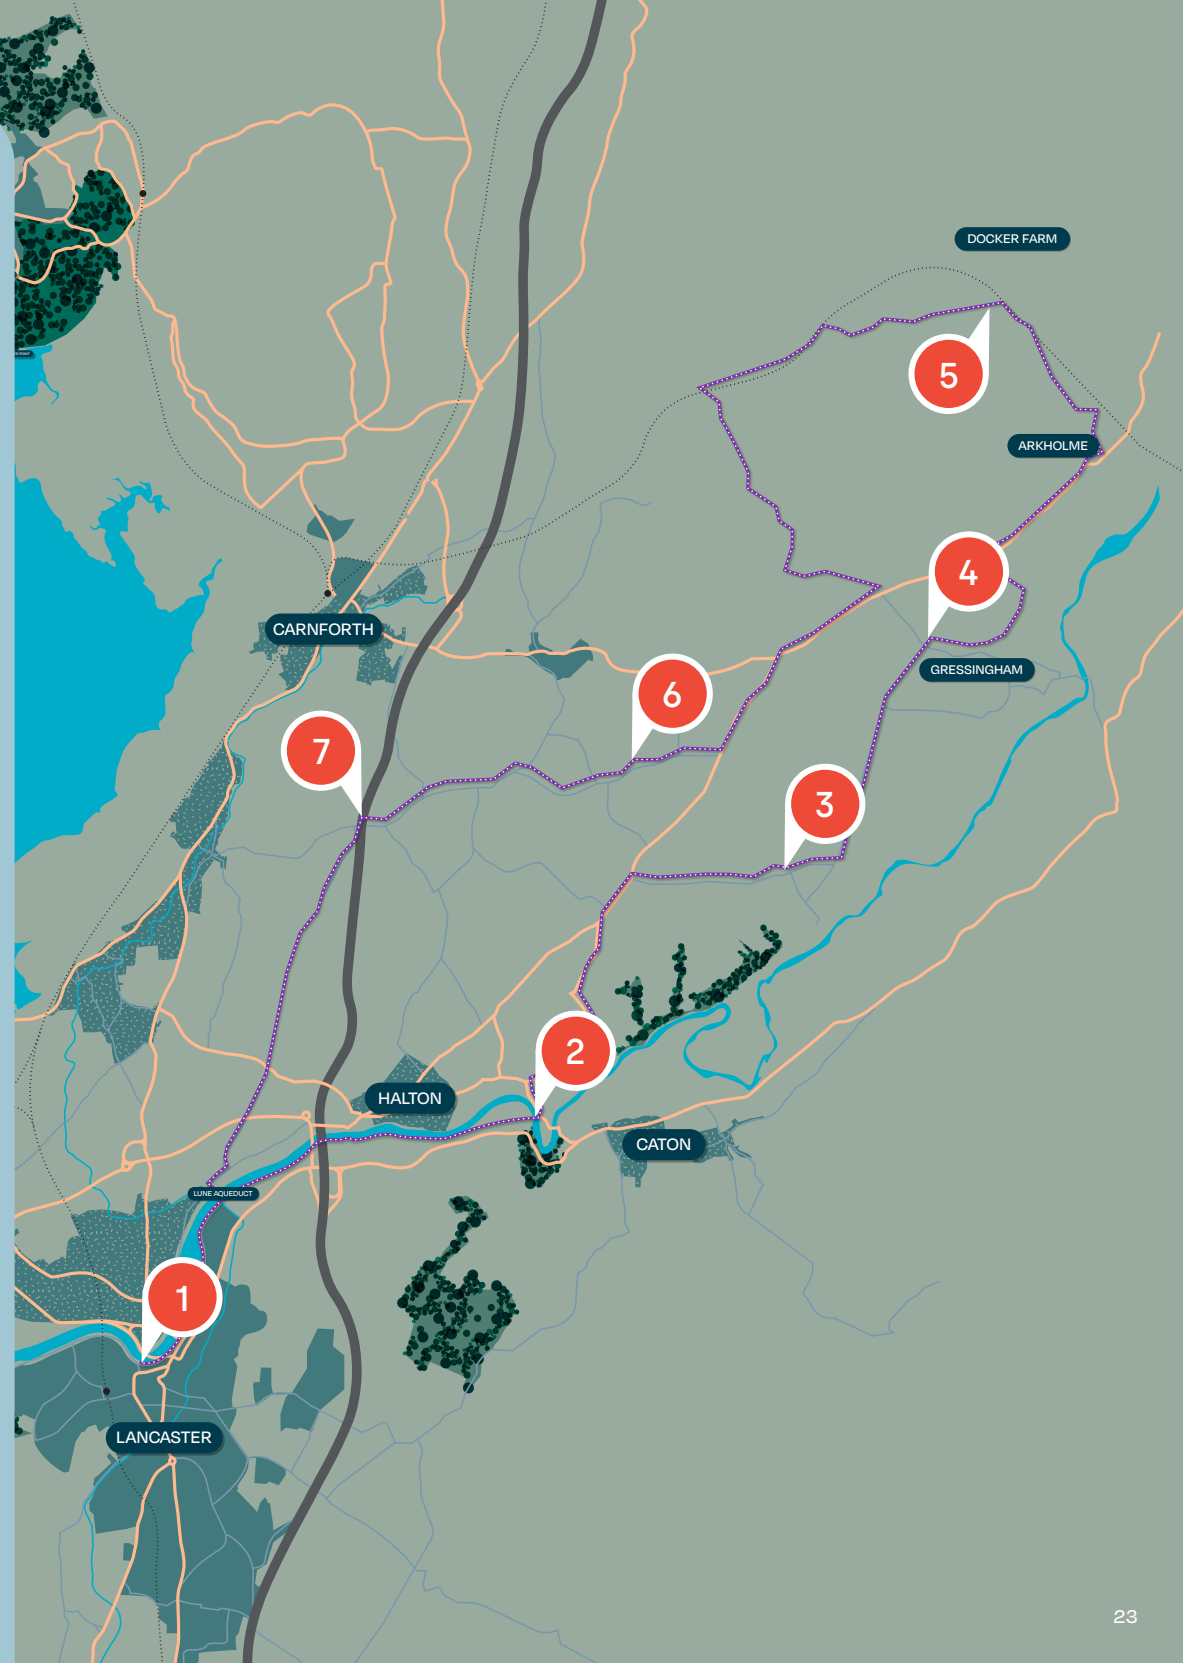 DOCKER FARM
5
ARKHOLME
4
CARNFORTH
GRESSINGHAM
6
7
3
2
HALTON
CATON
LUNE AQUEDUCT
1
LANCASTER
23